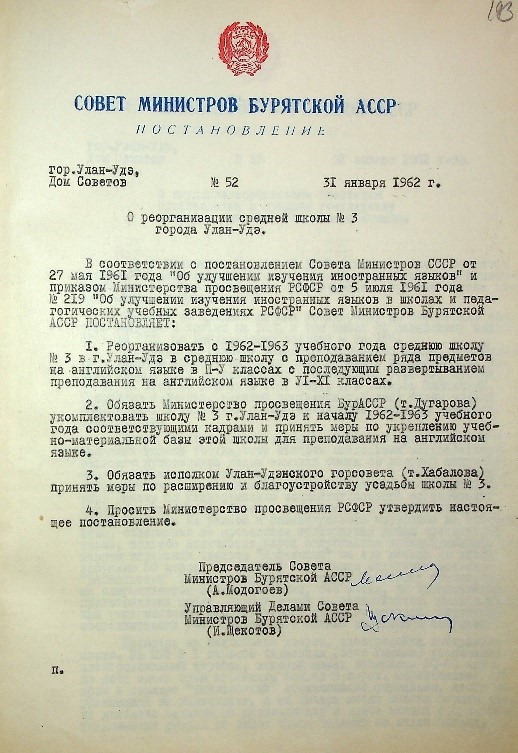 193
СОВЕТ МИНИСТРОВ БУРЯТСКОЙ АССР
ПОСТАНОВЛЕНИЕ
гор.Улан-Удэ,
Дом Советов № 52 31 января 1962 г.
О реорганизации средней школы № 3
города Улан-Удэ.
В соответствии с постановлением Совета Министров СССР от
27 мая 1961 года "Об улучшении изучения иностранных языков" и
приказом Министерства просвещения РСФСР от 5 июля 1961 года
№ 219 "Об улучшении изучения иностранных языков в школах и педа-
гогических учебных заведениях РСФСР" Совет Министров Бурятской
АССР ПОСТАНОВЛЯЕТ:
1. Реорганизовать с 1962-1963 учебного года среднюю школу
№ 3 в г.Улан-Удэ в среднюю школу с преподаванием ряда предметов
на английском языке в П-У классах с последующим развертыванием
преподавания на английском языке в УI-XI классах.
2. Обязать Министерство просвещения БурАССР (т.Дугарова)
укомплектовать школу № 3 г.Улан-Удэ к началу 1962-1963 учебного
года соответствующими кадрами и принять меры по укреплению учеб-
но-материальной базы этой школы для преподавания на английском
языке.
3. Обязать исполком Улан-Удэнского горсовета (т.Хабалова)
принять меры по расширению и благоустройству усадьбы школы № 3.
4. Просить Министерство просвещения РСФСР утвердить настоя-
щее постановление.
Председатель Совета
Министров Бурятской АССР
(А.Модогоев)
Управляющий Делами Совета
Министров Бурятской АССР
(И.Щекотов)
п.